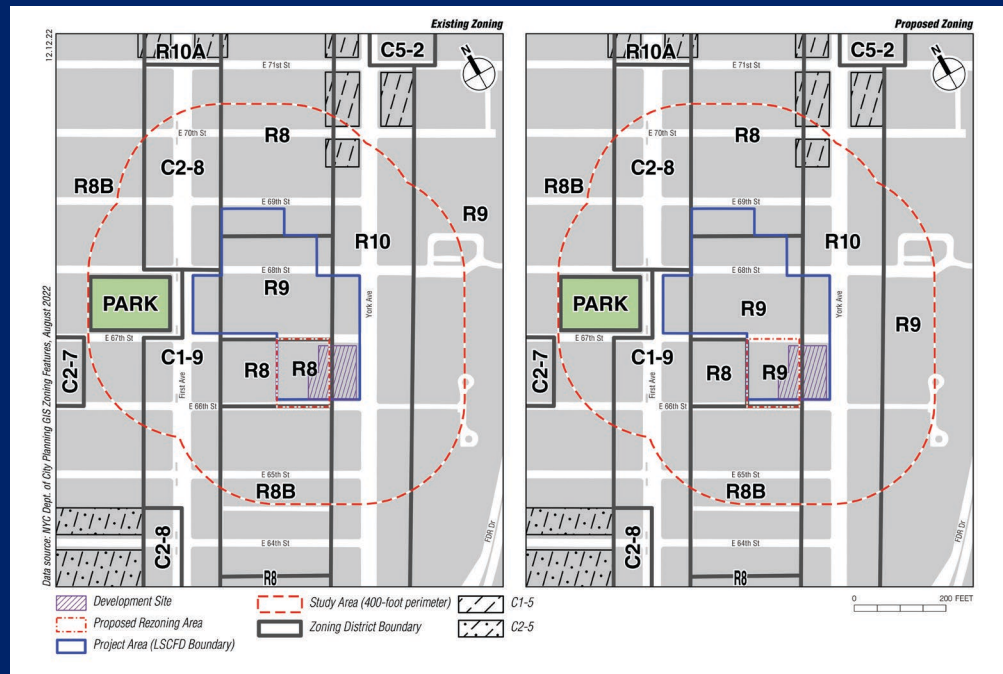 Existing Zoning
12.12.22
R10A
C5-2
N
E 71st St
R8
E 70th St
C2-8
R8B
E 69th St
R9
R10
E 68th St
R9
PARK
York Ave
E 67th St
C1-9
C2-7
R8
R8
First Ave
E 66th St
E 65th St
R8B
C2-8
E 64th St
FDR Dr
R8
Data source: NYC Dept. of City Planning GIS Zoning Features, August 2022
Proposed Zoning
R10A
C5-2
N
E 71st St
R8
E 70th St
C2-8
R8B
E 69th St
R10
E 68th St
R9
PARK
York Ave
R9
E 67th St
C1-9
C2-7
R8
R9
First Ave
E 66th St
E 65th St
R8B
C2-8
E 64th St
FDR Dr
R8
Development Site
Proposed Rezoning Area
Project Area (LSCFD Boundary)
Study Area (400-foot perimeter)
Zoning District Boundary
C1-5
C2-5
0 200 FEET